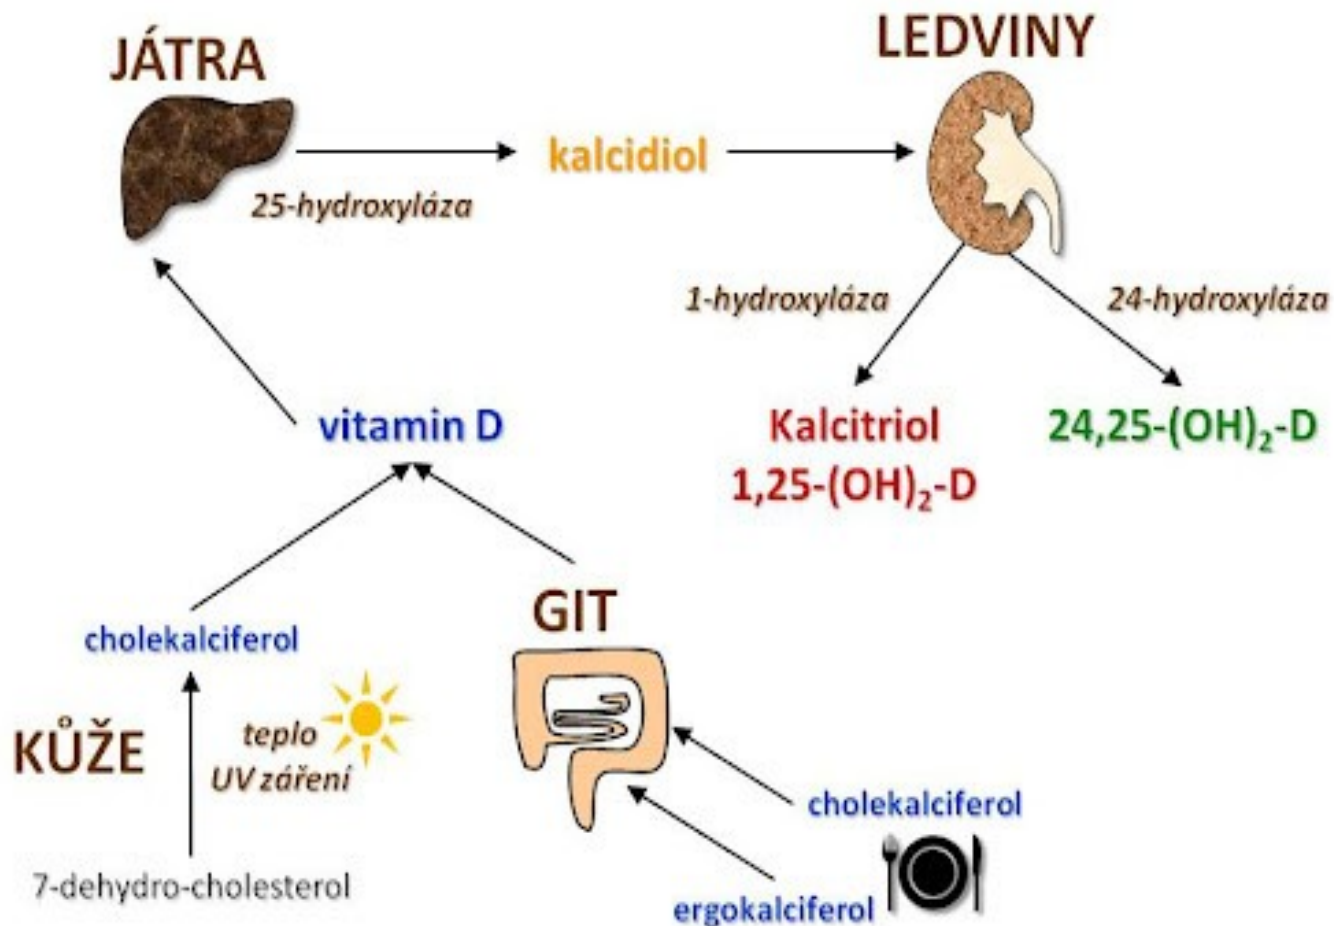 JÁTRA
LEDVINY
kalcidiol
25-hydroxyláza
1-hydroxyláza
24-hydroxyláza
vitamin D
Kalcitriol
1,25-(OH)₂-D
24,25-(OH)₂-D
GIT
cholekalciferol
KŮŽE
teplo
UV záření
7-dehydro-cholesterol
cholekalciferol
ergokalciferol